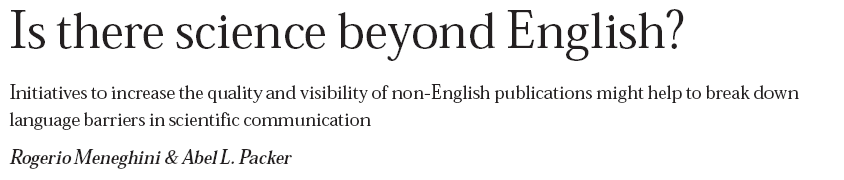 Is there science beyond English?
Initiatives to increase the quality and visibility of non-English publications might help to break down
language barriers in scientific communication
Rogerio Meneghini & Abel L. Packer